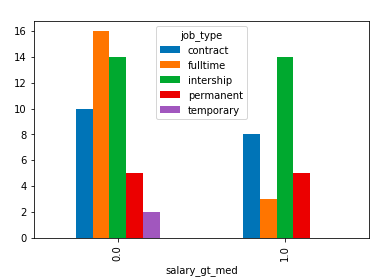 job_type
contract
fulltime
intership
permanent
temporary
16
14
12
10
8
6
4
2
0
0.0
1.0
salary_gt_med